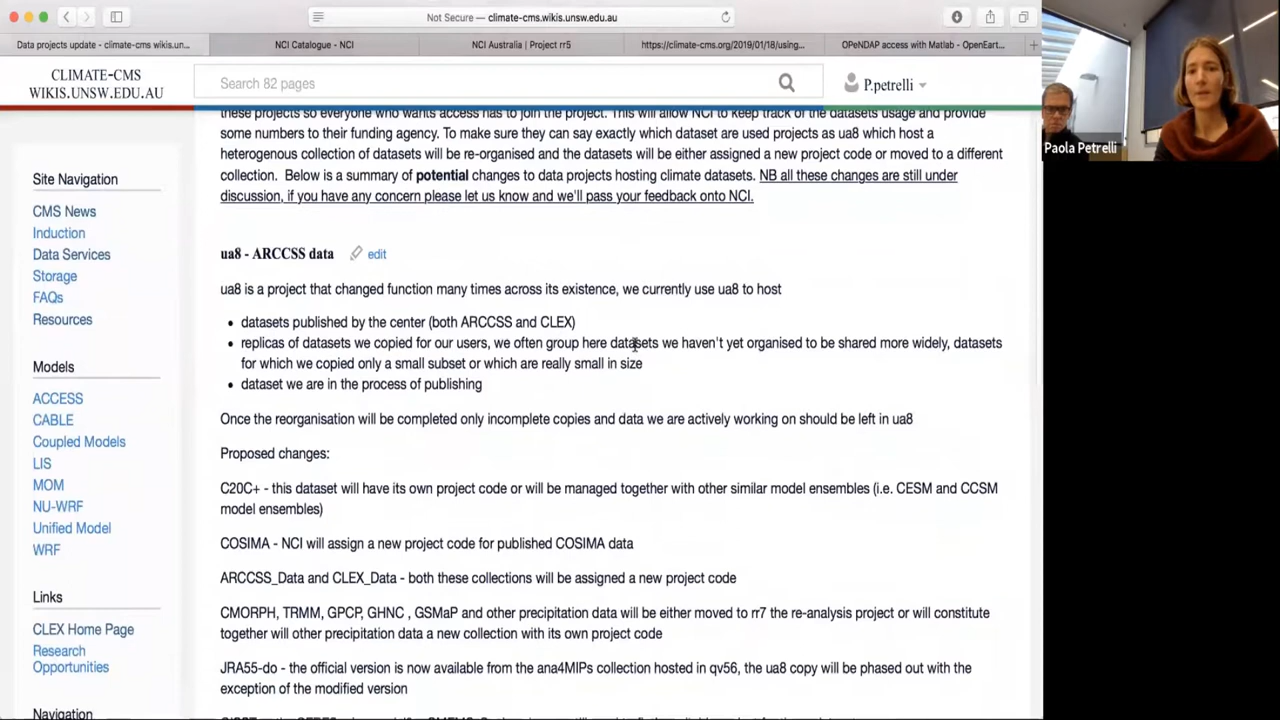 Not Secure — climate-cms.wikis.unsw.edu.au
Data projects update - climate-cms wikis.un...
NCI Catalogue - NCI
NCI Australia | Project rr5
https://climate-cms.org/2019/01/18/using...
OPeNDAP access with Matlab - OpenEart...
CLIMATE-CMS
WIKIS.UNSW.EDU.AU
Search 82 pages
P.petrelli
these projects so everyone who wants access has to join the project. This will allow NCI to keep track of the datasets usage and provide
some numbers to their funding agency. To make sure they can say exactly which dataset are used projects as ua8 which host a
heterogenous collection of datasets will be re-organised and the datasets will be either assigned a new project code or moved to a different
collection. Below is a summary of potential changes to data projects hosting climate datasets. NB all these changes are still under
discussion, if you have any concern please let us know and we'll pass your feedback onto NCI.
ua8 - ARCCSS data edit
ua8 is a project that changed function many times across its existence, we currently use ua8 to host
• datasets published by the center (both ARCCSS and CLEX)
• replicas of datasets we copied for our users, we often group here datasets we haven't yet organised to be shared more widely, datasets
for which we copied only a small subset or which are really small in size
• dataset we are in the process of publishing
Once the reorganisation will be completed only incomplete copies and data we are actively working on should be left in ua8
Proposed changes:
C20C+ - this dataset will have its own project code or will be managed together with other similar model ensembles (i.e. CESM and CCSM
model ensembles)
COSIMA - NCI will assign a new project code for published COSIMA data
ARCCSS_Data and CLEX_Data - both these collections will be assigned a new project code
CMORPH, TRMM, GPCP, GHNC , GSMaP and other precipitation data will be either moved to rr7 the re-analysis project or will constitute
together will other precipitation data a new collection with its own project code
JRA55-do - the official version is now available from the ana4MIPs collection hosted in qv56, the ua8 copy will be phased out with the
exception of the modified version
Site Navigation
CMS News
Induction
Data Services
Storage
FAQs
Resources
Models
ACCESS
CABLE
Coupled Models
LIS
MOM
NU-WRF
Unified Model
WRF
Links
CLEX Home Page
Research
Opportunities
Navigation
Paola Petrelli